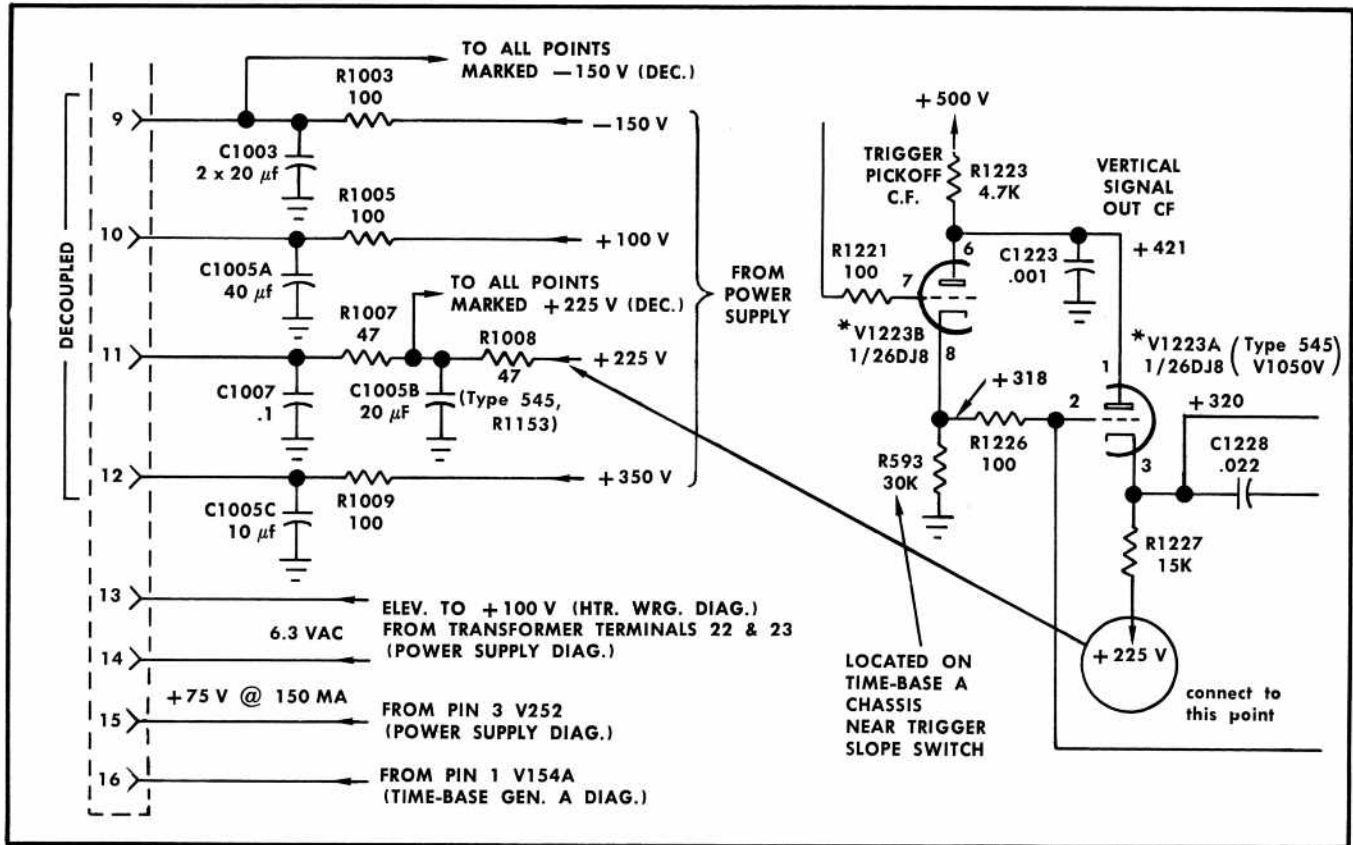 TO ALL POINTS
MARKED —150 V (DEC.)
R1003
100
9
—150 V
C1003
2 x 20 μf
R1005
100
10
+100 V
C1005A
40 μf
TO ALL POINTS
MARKED +225 V (DEC.)
FROM
POWER
SUPPLY
DECOUPLED
R1007
47
R1008
47
11
+225 V
C1007
.1
C1005B
20 μF
(Type 545,
R1153)
12
+350 V
R1009
100
C1005C
10 μf
13
ELEV. TO +100 V (HTR. WRG. DIAG.)
6.3 VAC
FROM TRANSFORMER TERMINALS 22 & 23
14
(POWER SUPPLY DIAG.)
+75 V @ 150 MA
15
FROM PIN 3 V252
(POWER SUPPLY DIAG.)
16
FROM PIN 1 V154A
(TIME-BASE GEN. A DIAG.)
+500 V
TRIGGER
PICKOFF
C.F.
R1223
4.7K
VERTICAL
SIGNAL
OUT CF
+421
R1221
100
7
6
C1223
.001
*V1223B
1/26DJ8
8
*V1223A (Type 545)
1/26DJ8 V1050V
1
+318
2
+320
R1226
100
C1228
.022
3
R593
30K
R1227
15K
LOCATED ON
TIME-BASE A
CHASSIS
NEAR TRIGGER
SLOPE SWITCH
+225 V
connect to
this point